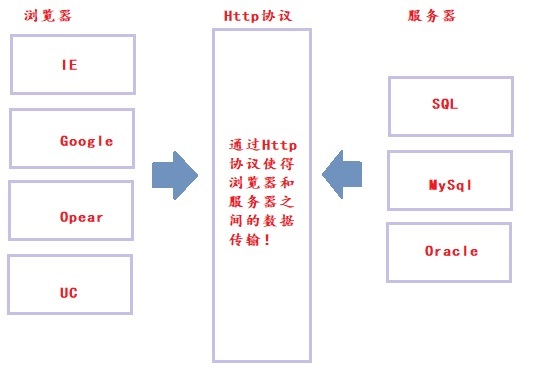 浏览器
Http协议
服务器
IE
Google
Opear
UC
通过Http
协议使得
浏览器和
服务器之
间的数据
传输！
SQL
MySql
Oracle